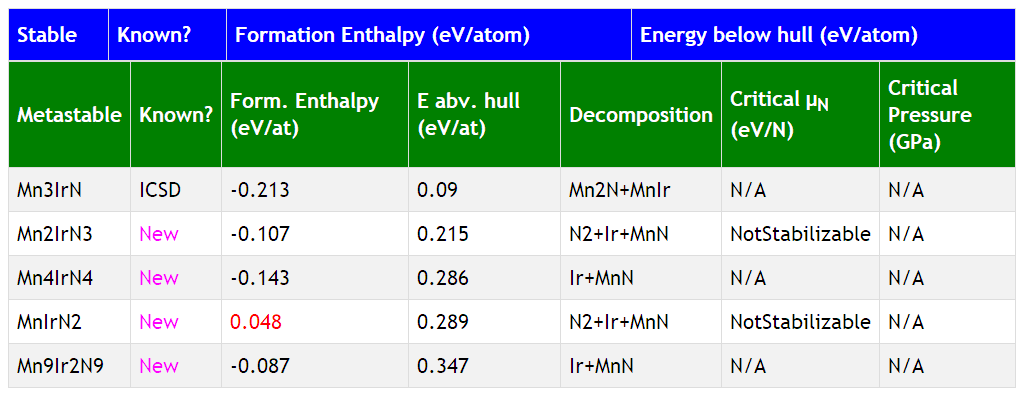 Stable Known? Formation Enthalpy (eV/atom) Energy below hull (eV/atom)
Metastable Known? Form. Enthalpy (eV/at) E abv. hull (eV/at) Decomposition Critical μN (eV/N) Critical Pressure (GPa)
Mn3IrN ICSD -0.213 0.09 Mn2N+MnIr N/A N/A
Mn2IrN3 New -0.107 0.215 N2+Ir+MnN NotStabilizable N/A
Mn4IrN4 New -0.143 0.286 Ir+MnN N/A N/A
MnIrN2 New 0.048 0.289 N2+Ir+MnN NotStabilizable N/A
Mn9Ir2N9 New -0.087 0.347 Ir+MnN N/A N/A